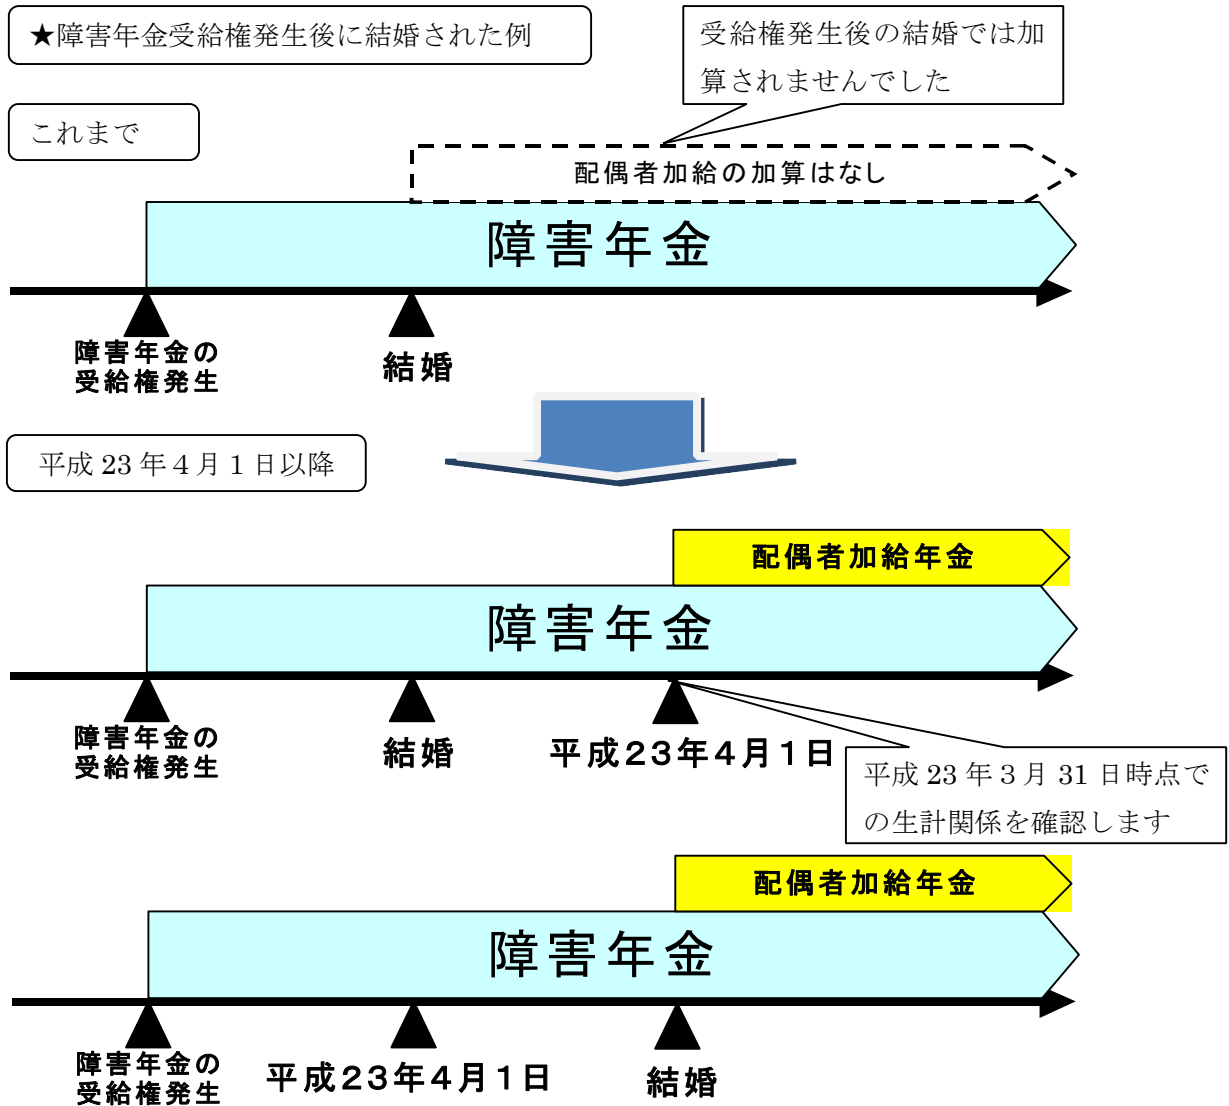 ★障害年金受給権発生後に結婚された例
受給権発生後の結婚では加
算されませんでした
これまで
配偶者加給の加算はなし
障害年金
障害年金の
受給権発生
結婚
平成 23 年４月１日以降
配偶者加給年金
障害年金
障害年金の
受給権発生
結婚
平成２３年４月１日
平成 23 年３月 31 日時点で
の生計関係を確認します
配偶者加給年金
障害年金
障害年金の
受給権発生
平成２３年４月１日
結婚